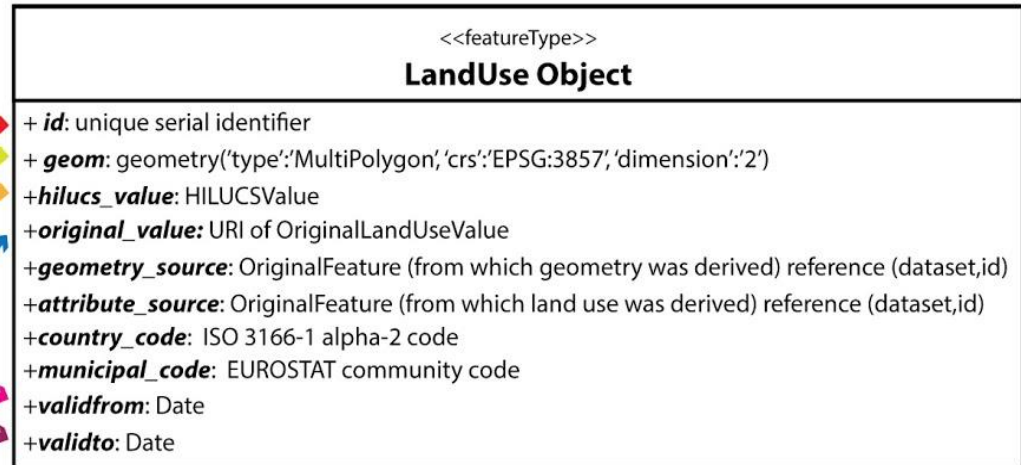 <<featureType>>
LandUse Object
+ id: unique serial identifier
+ geom: geometry('type':'MultiPolygon', 'crs':'EPSG:3857', 'dimension':'2')
+hilucs_value: HILUCSValue
+original_value: URI of OriginalLandUseValue
+geometry_source: OriginalFeature (from which geometry was derived) reference (dataset,id)
+attribute_source: OriginalFeature (from which land use was derived) reference (dataset,id)
+country_code: ISO 3166-1 alpha-2 code
+municipal_code: EUROSTAT community code
+validfrom: Date
+validto: Date